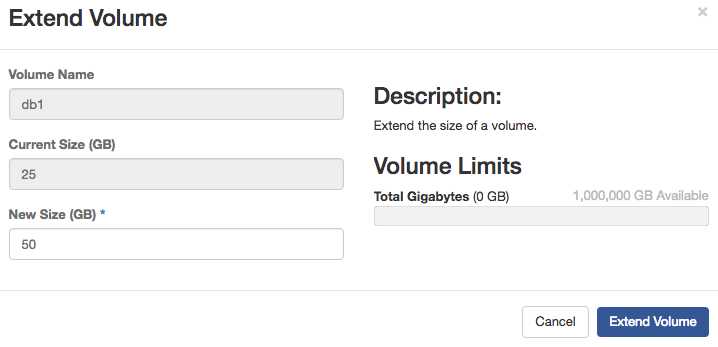 Extend Volume
×
Volume Name
db1
Current Size (GB)
25
New Size (GB) *
50
Description:
Extend the size of a volume.
Volume Limits
Total Gigabytes (0 GB) 1,000,000 GB Available
Cancel
Extend Volume